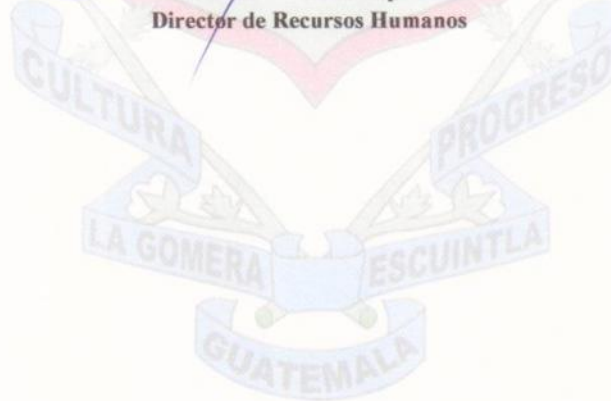 Director de Recursos Humanos
CULTURA
PROGRESO
LA GOMERA
ESCUINTLA
GUATEMALA